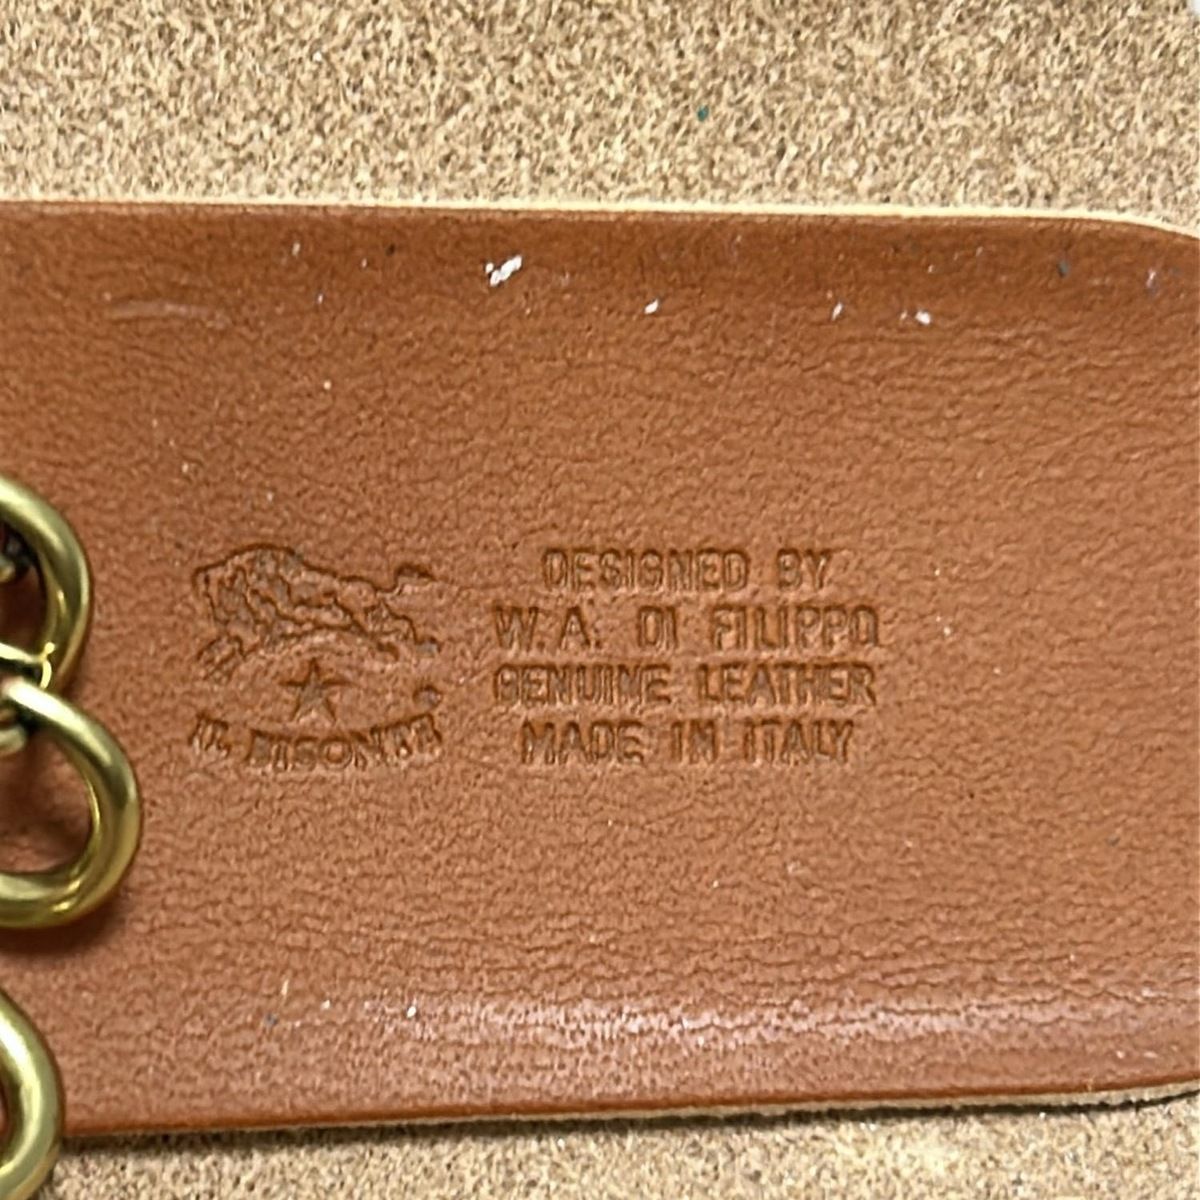 IL BISONTE
DESIGNED BY
W. A. DI FILIPPO
GENUINE LEATHER
MADE IN ITALY